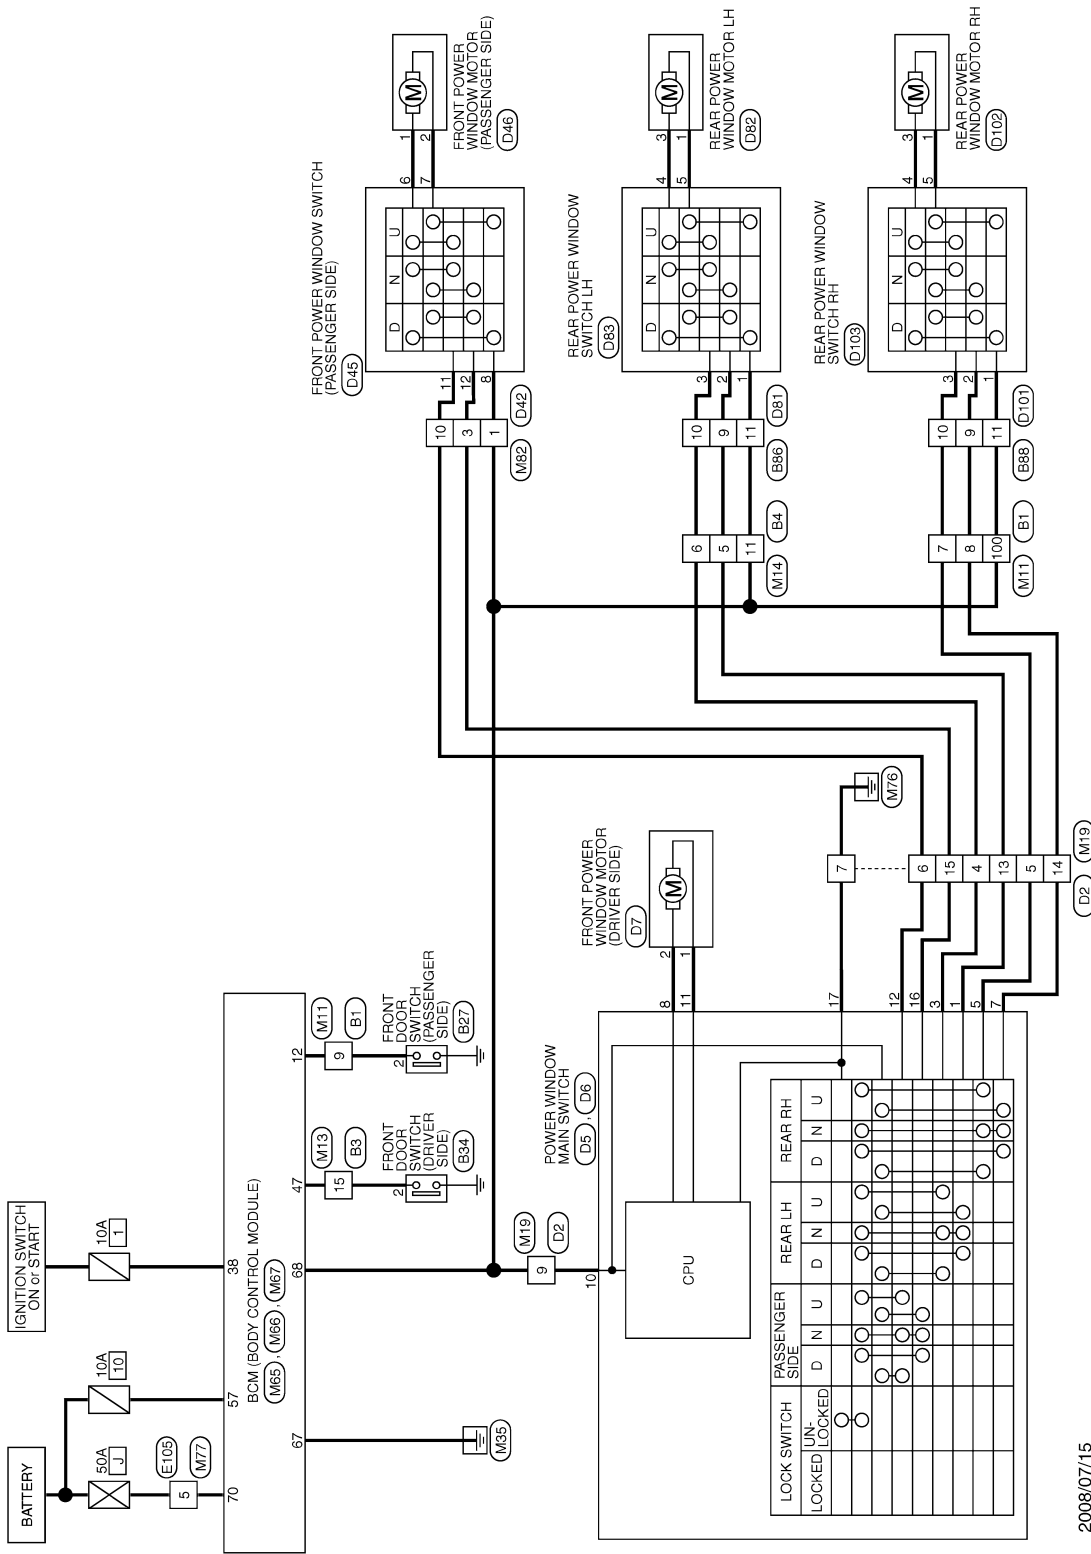 BATTERY
IGNITION SWITCH
ON or START
50A
J
10A
10
10A
1
5
E105
M77
70
57
38
BCM (BODY CONTROL MODULE)
M65 , M66 , M67
67
68
47
12
M35
15
M13
B3
2
FRONT
DOOR
SWITCH
(DRIVER
SIDE)
B34
9
M11
B1
2
FRONT
DOOR
SWITCH
(PASSENGER
SIDE)
B27
9
M19
D2
10
POWER WINDOW
MAIN SWITCH
D5 , D6
CPU
LOCK SWITCH
LOCKED
UN-
LOCKED
PASSENGER
SIDE
D
N
U
REAR LH
D
N
U
REAR RH
D
N
U
8
11
2
1
M
FRONT POWER
WINDOW MOTOR
(DRIVER SIDE)
D7
17
12
16
3
1
5
7
7
6
15
4
13
5
14
D2
M19
M76
FRONT POWER WINDOW SWITCH
(PASSENGER SIDE)
D45
10
3
1
M82
D42
11
12
8
D
N
U
6
7
1
2
M
FRONT POWER
WINDOW MOTOR
(PASSENGER SIDE)
D46
REAR POWER WINDOW
SWITCH LH
D83
6
5
11
M14
B4
10
9
11
B86
D81
3
2
1
D
N
U
4
5
3
1
M
REAR POWER
WINDOW MOTOR LH
D82
REAR POWER WINDOW
SWITCH RH
D103
7
8
100
M11
B1
10
9
11
B88
D101
3
2
1
D
N
U
4
5
3
1
M
REAR POWER
WINDOW MOTOR RH
D102
2008/07/15